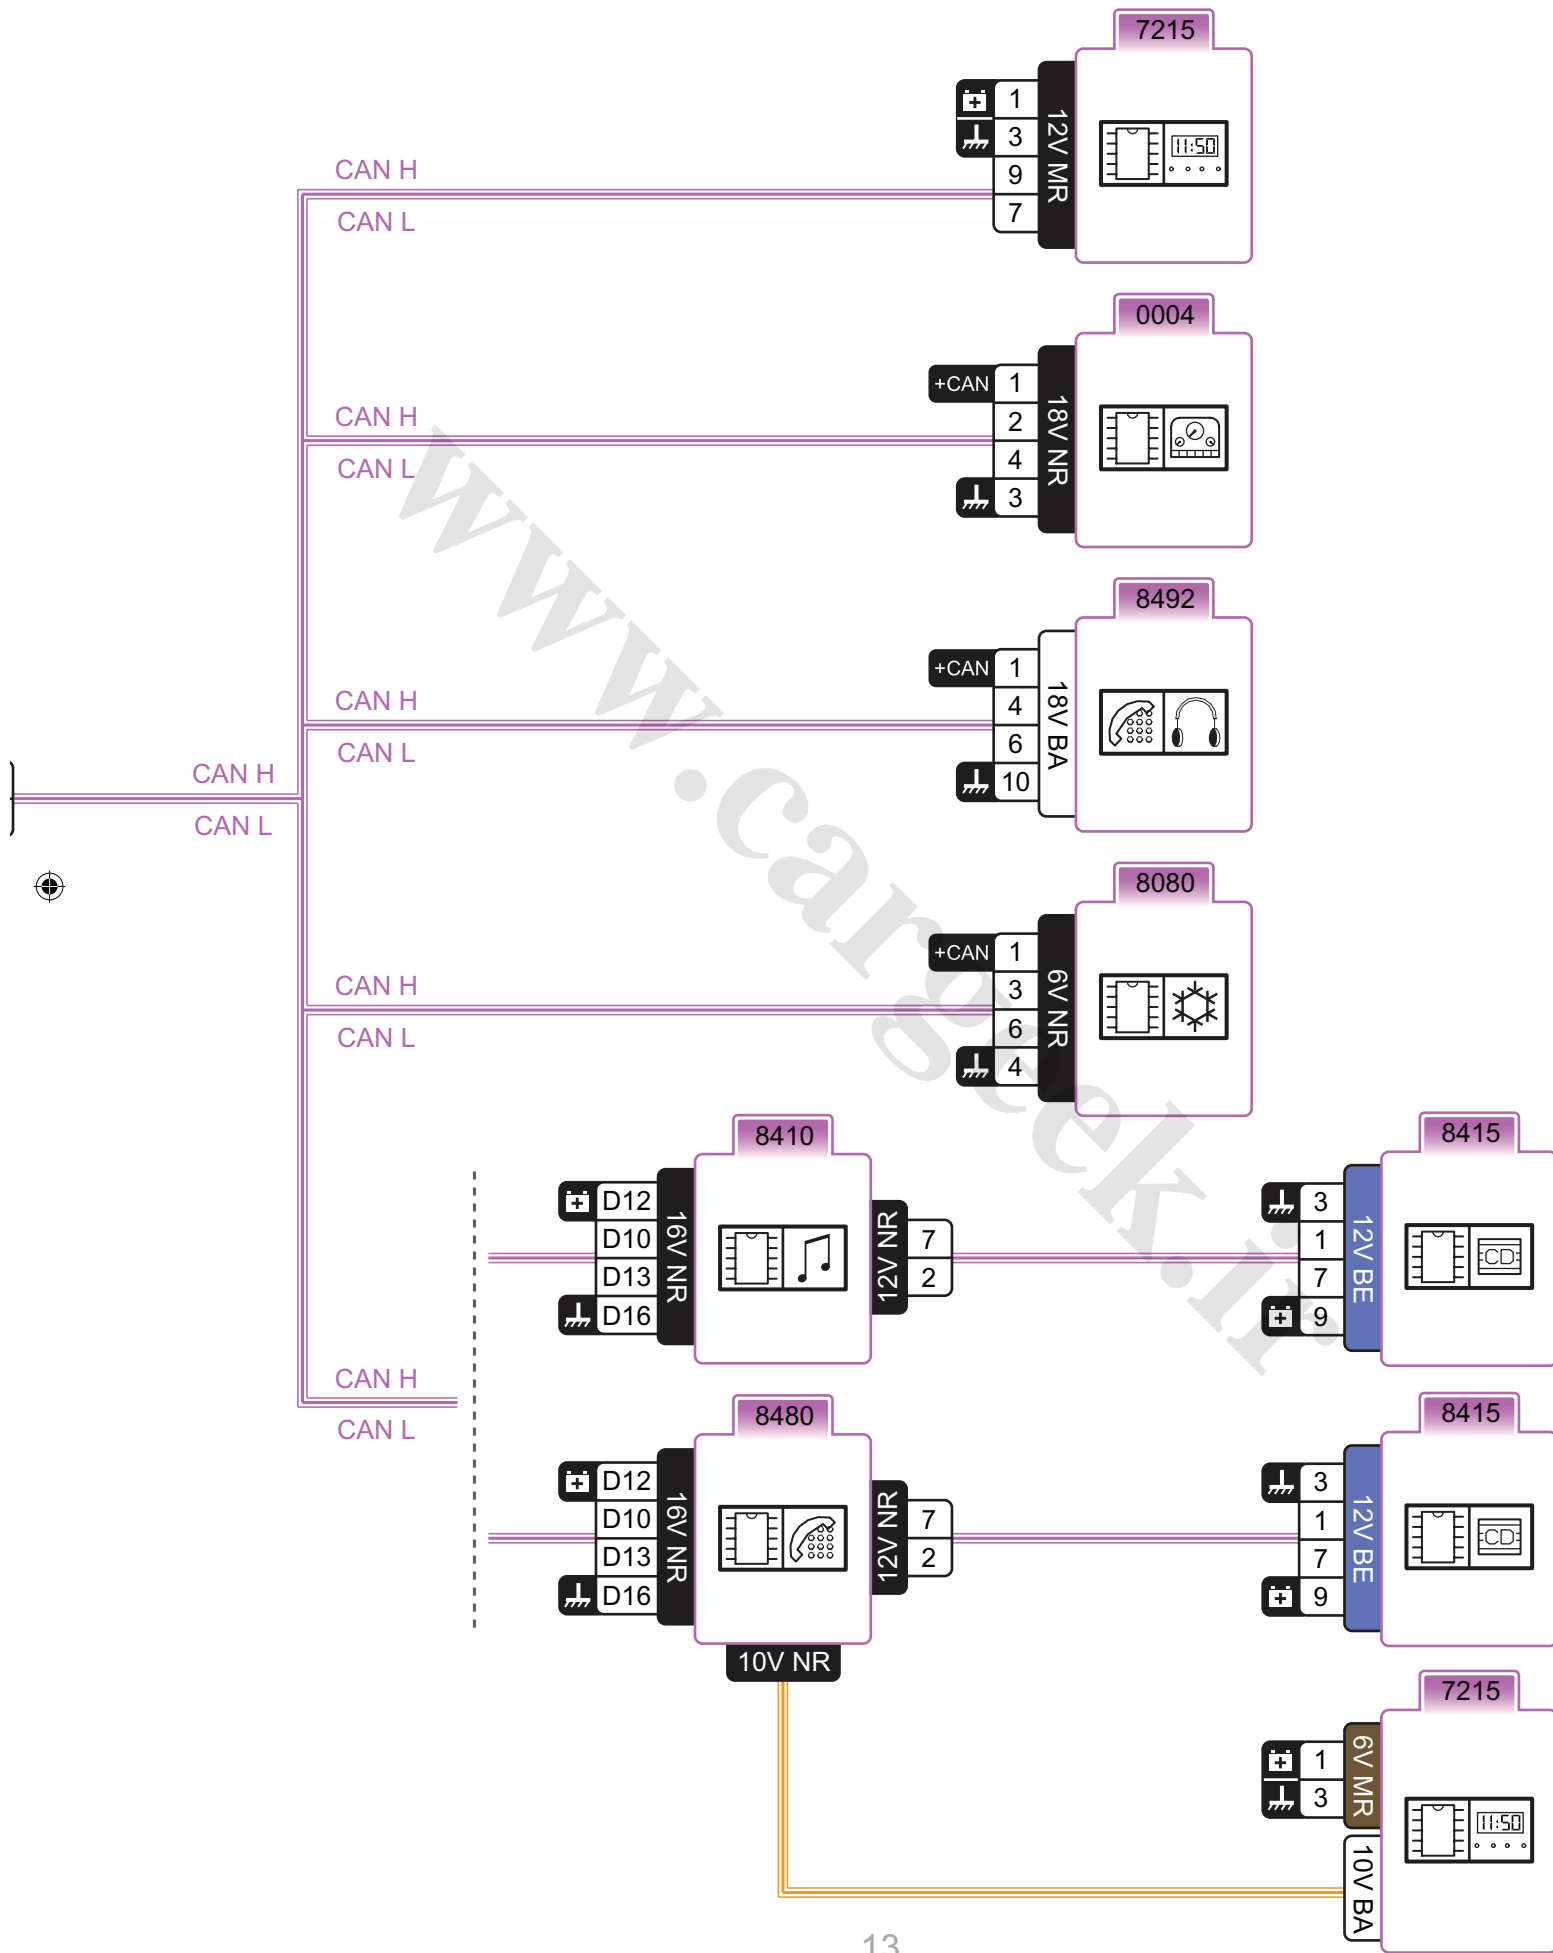 7215
1
3
9
7
12V MR
11:50
CAN H
CAN L
0004
+CAN 1
2
4
3
18V NR
CAN H
CAN L
8492
+CAN 1
4
6
10
18V BA
CAN H
CAN L
CAN H
CAN L
8080
+CAN 1
3
6
4
6V NR
CAN H
CAN L
8410
D12
D10
D13
D16
16V NR
12V NR
7
2
8415
3
1
7
9
12V BE
CD
CAN H
CAN L
8480
D12
D10
D13
D16
16V NR
12V NR
7
2
10V NR
8415
3
1
7
9
12V BE
CD
7215
1
3
6V MR
10V BA
11:50
13
www.cargeek.ir